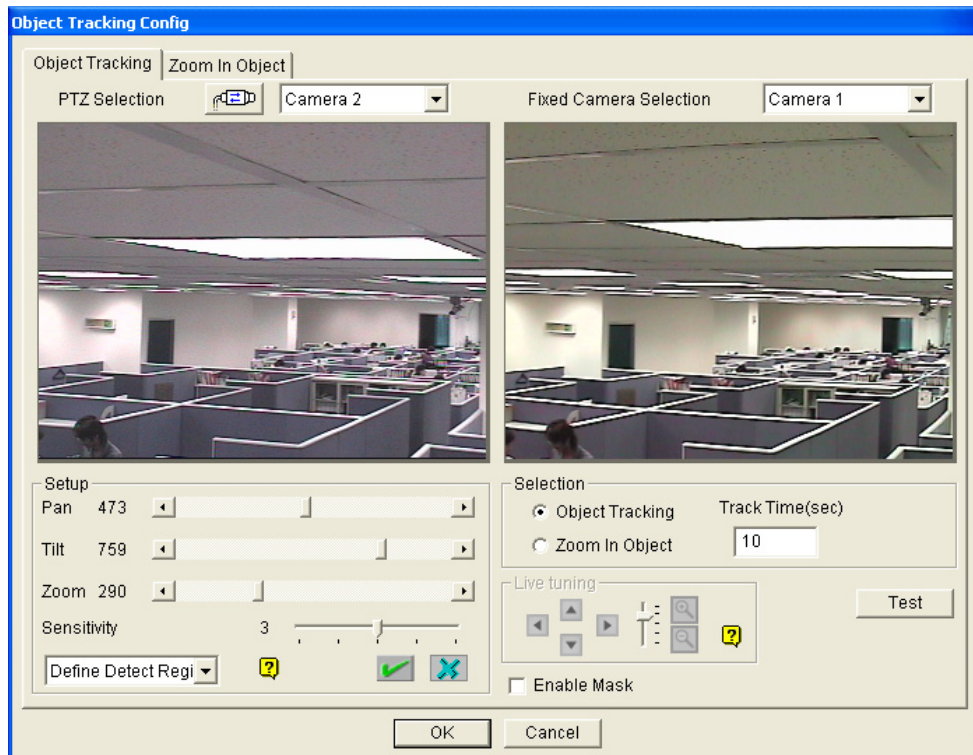 Object Tracking Config
Object Tracking
Zoom In Object
PTZ Selection
Camera 2
Fixed Camera Selection
Camera 1
Setup
Pan 473
Tilt 759
Zoom 290
Sensitivity 3
Define Detect Regi
?
Selection
Object Tracking
Zoom In Object
Track Time(sec)
10
Live tuning
?
Test
Enable Mask
OK
Cancel